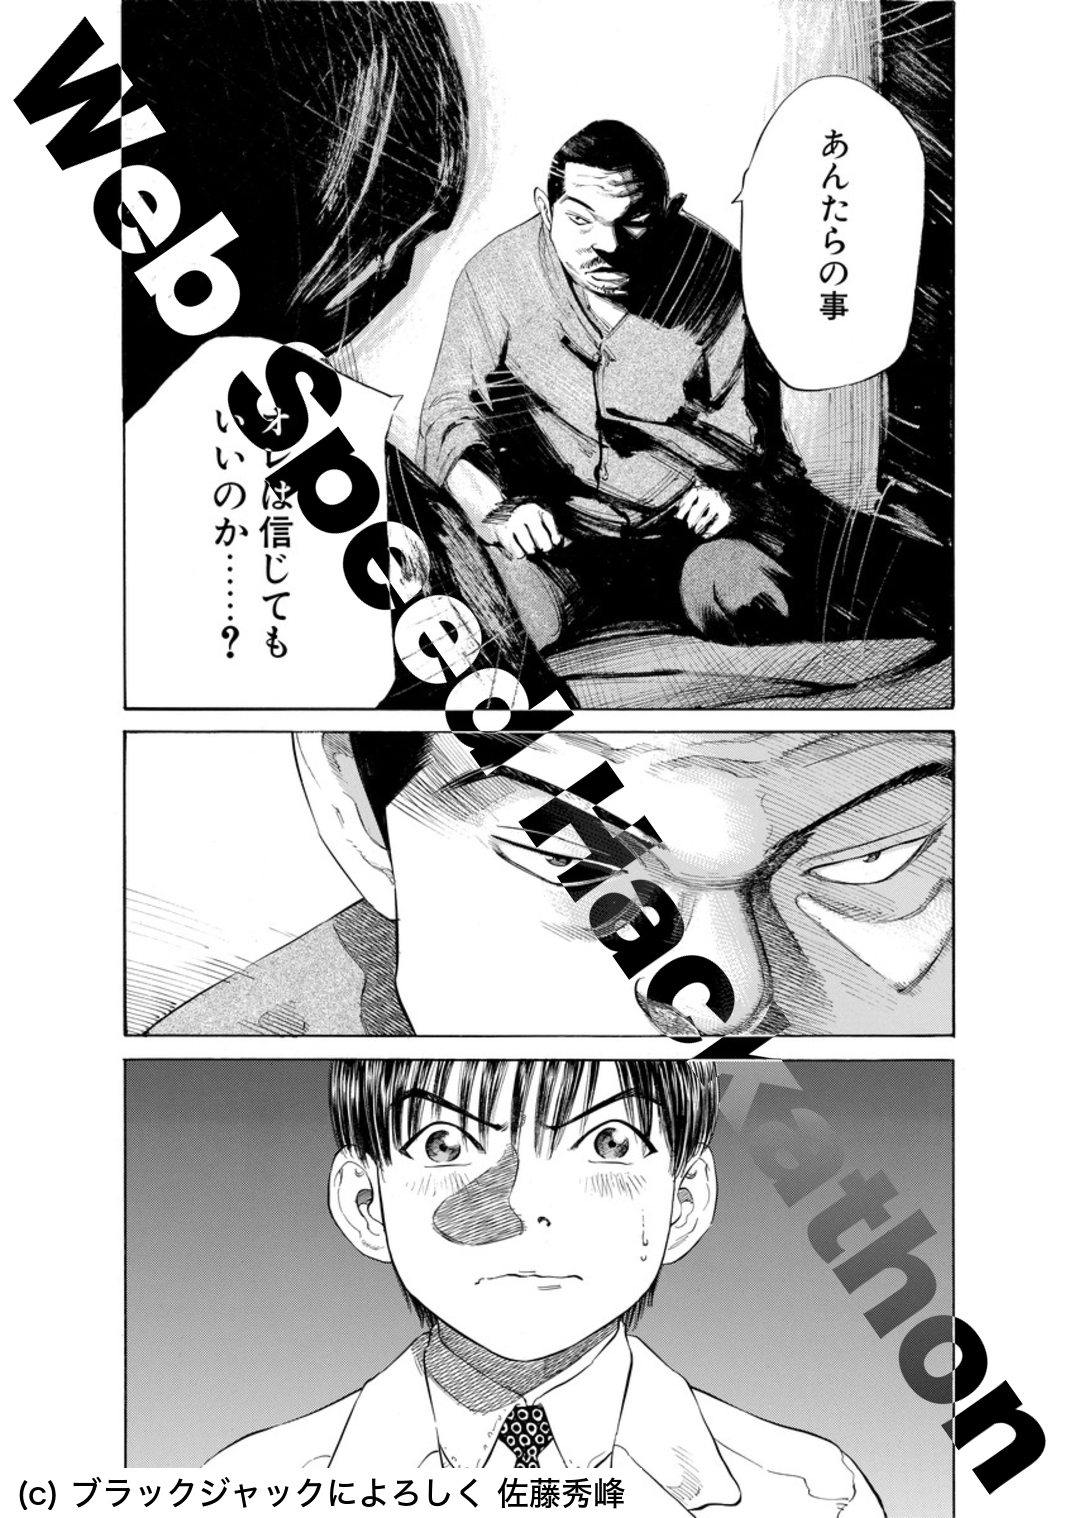 あんたらの事
オレは信じても
いいのか……？
Web Speed Hackathon
(c) ブラックジャックによろしく 佐藤秀峰